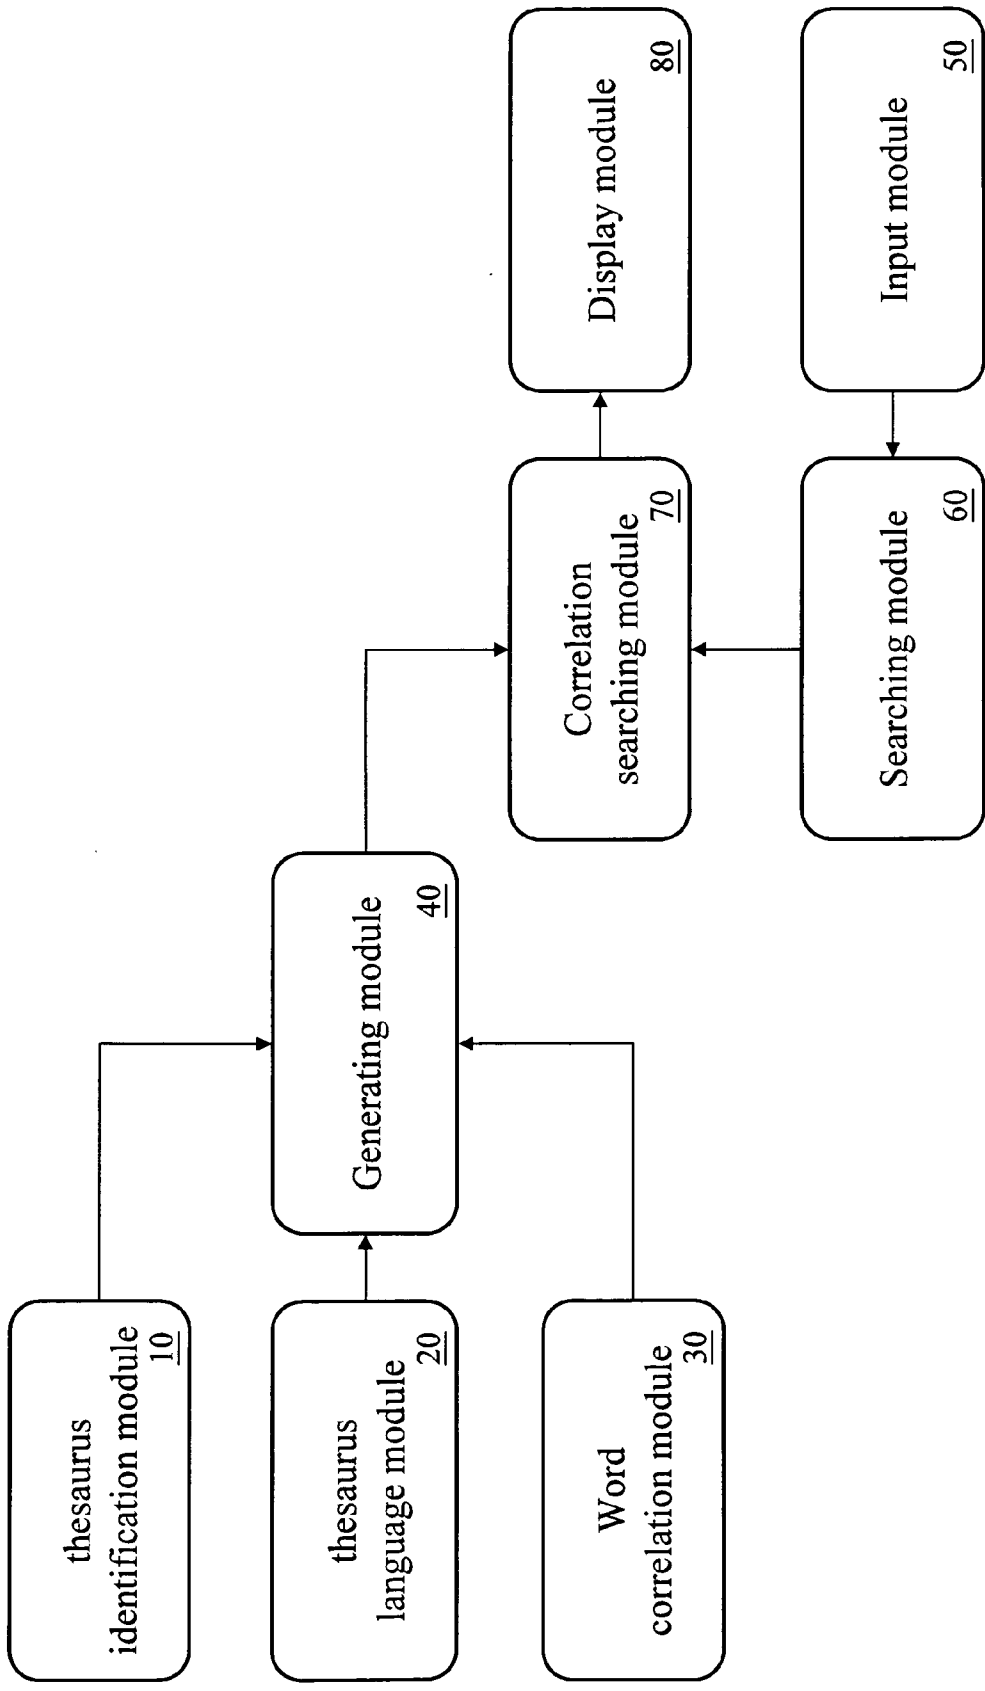 thesaurus
identification module
10
thesaurus
language module
20
Word
correlation module
30
Generating module
40
Correlation
searching module
70
Display module
80
Searching module
60
Input module
50